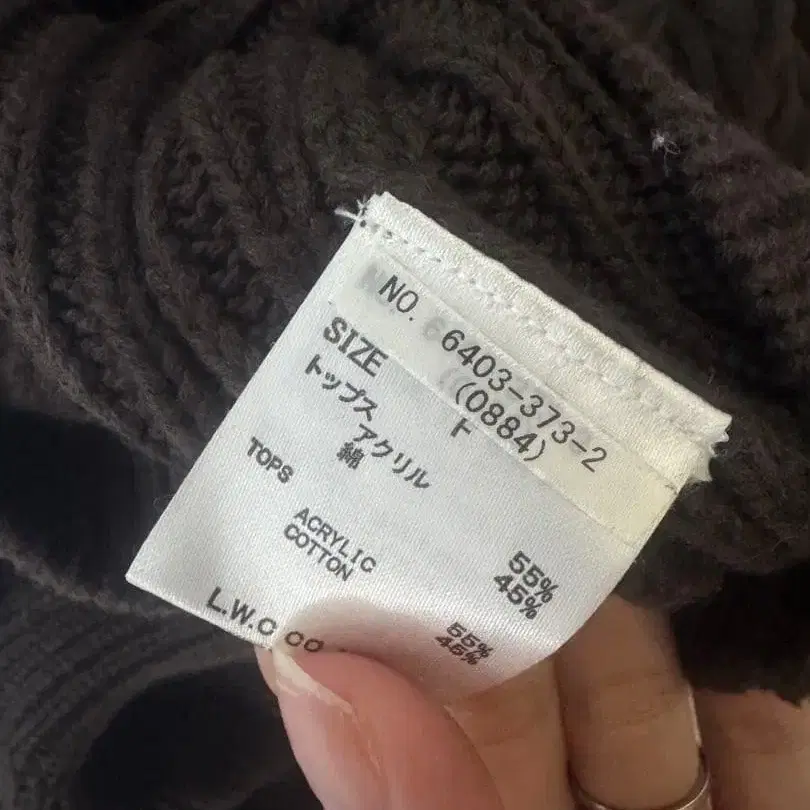 NO. 6403-373-2
(0884)
SIZE F
トップス
アクリル 55%
綿 45%
TOPS
ACRYLIC 55%
COTTON 45%
L.W.C CO